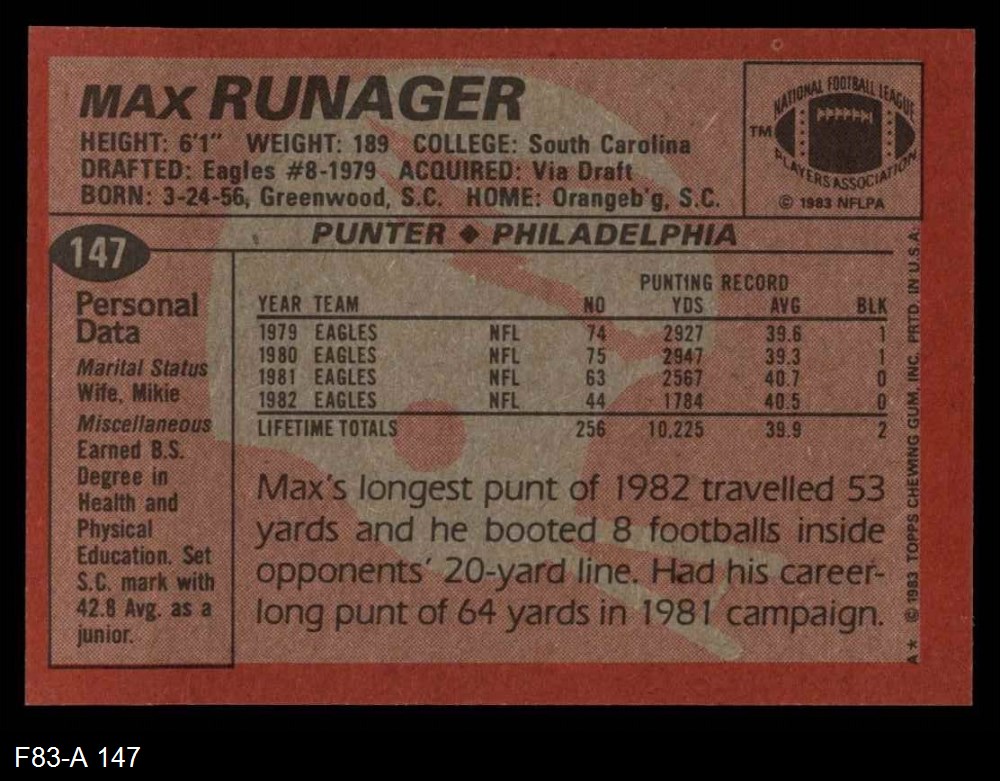 MAX RUNAGER
HEIGHT: 6'1" WEIGHT: 189 COLLEGE: South Carolina
DRAFTED: Eagles #8-1979 ACQUIRED: Via Draft
BORN: 3-24-56, Greenwood, S.C. HOME: Orangeb'g, S.C.
NATIONAL FOOTBALL LEAGUE
TM
PLAYERS ASSOCIATION
© 1983 NFLPA
147
PUNTER ◆ PHILADELPHIA
Personal
Data
Marital Status
Wife, Mikie
Miscellaneous
Earned B.S.
Degree in
Health and
Physical
Education. Set
S.C. mark with
42.8 Avg. as a
junior.
PUNTING RECORD
YEAR TEAM NO YDS AVG BLK
1979 EAGLES NFL 74 2927 39.6 1
1980 EAGLES NFL 75 2947 39.3 1
1981 EAGLES NFL 63 2567 40.7 0
1982 EAGLES NFL 44 1784 40.5 0
LIFETIME TOTALS 256 10,225 39.9 2
Max's longest punt of 1982 travelled 53
yards and he booted 8 footballs inside
opponents' 20-yard line. Had his career-
long punt of 64 yards in 1981 campaign.
A* © 1983 TOPPS CHEWING GUM, INC. PRTD. IN U.S.A.
F83-A 147